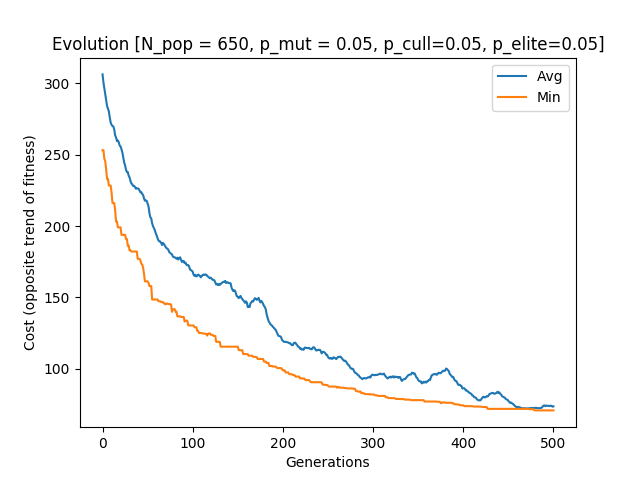 Evolution [N_pop = 650, p_mut = 0.05, p_cull=0.05, p_elite=0.05]
Avg
Min
Cost (opposite trend of fitness)
300
250
200
150
100
0 100 200 300 400 500
Generations